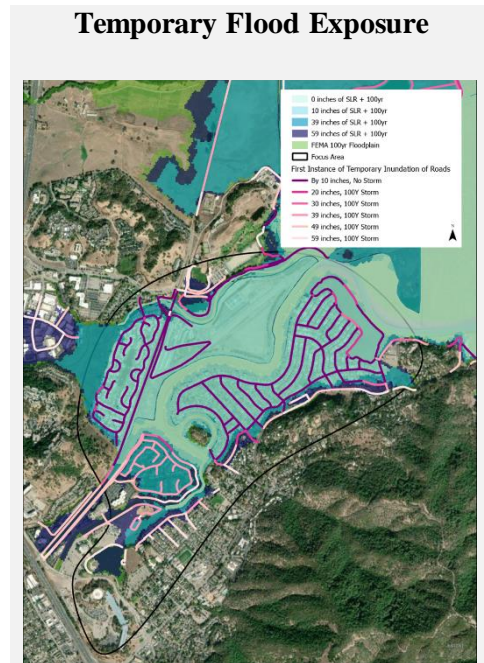 Temporary Flood Exposure
0 inches of SLR + 100yr
10 inches of SLR + 100yr
39 inches of SLR + 100yr
59 inches of SLR + 100yr
FEMA 100yr Floodplain
Focus Area
First Instance of Temporary Inundation of Roads
By 10 inches, No Storm
20 inches, 100Y Storm
30 inches, 100Y Storm
39 inches, 100Y Storm
49 inches, 100Y Storm
59 inches, 100Y Storm